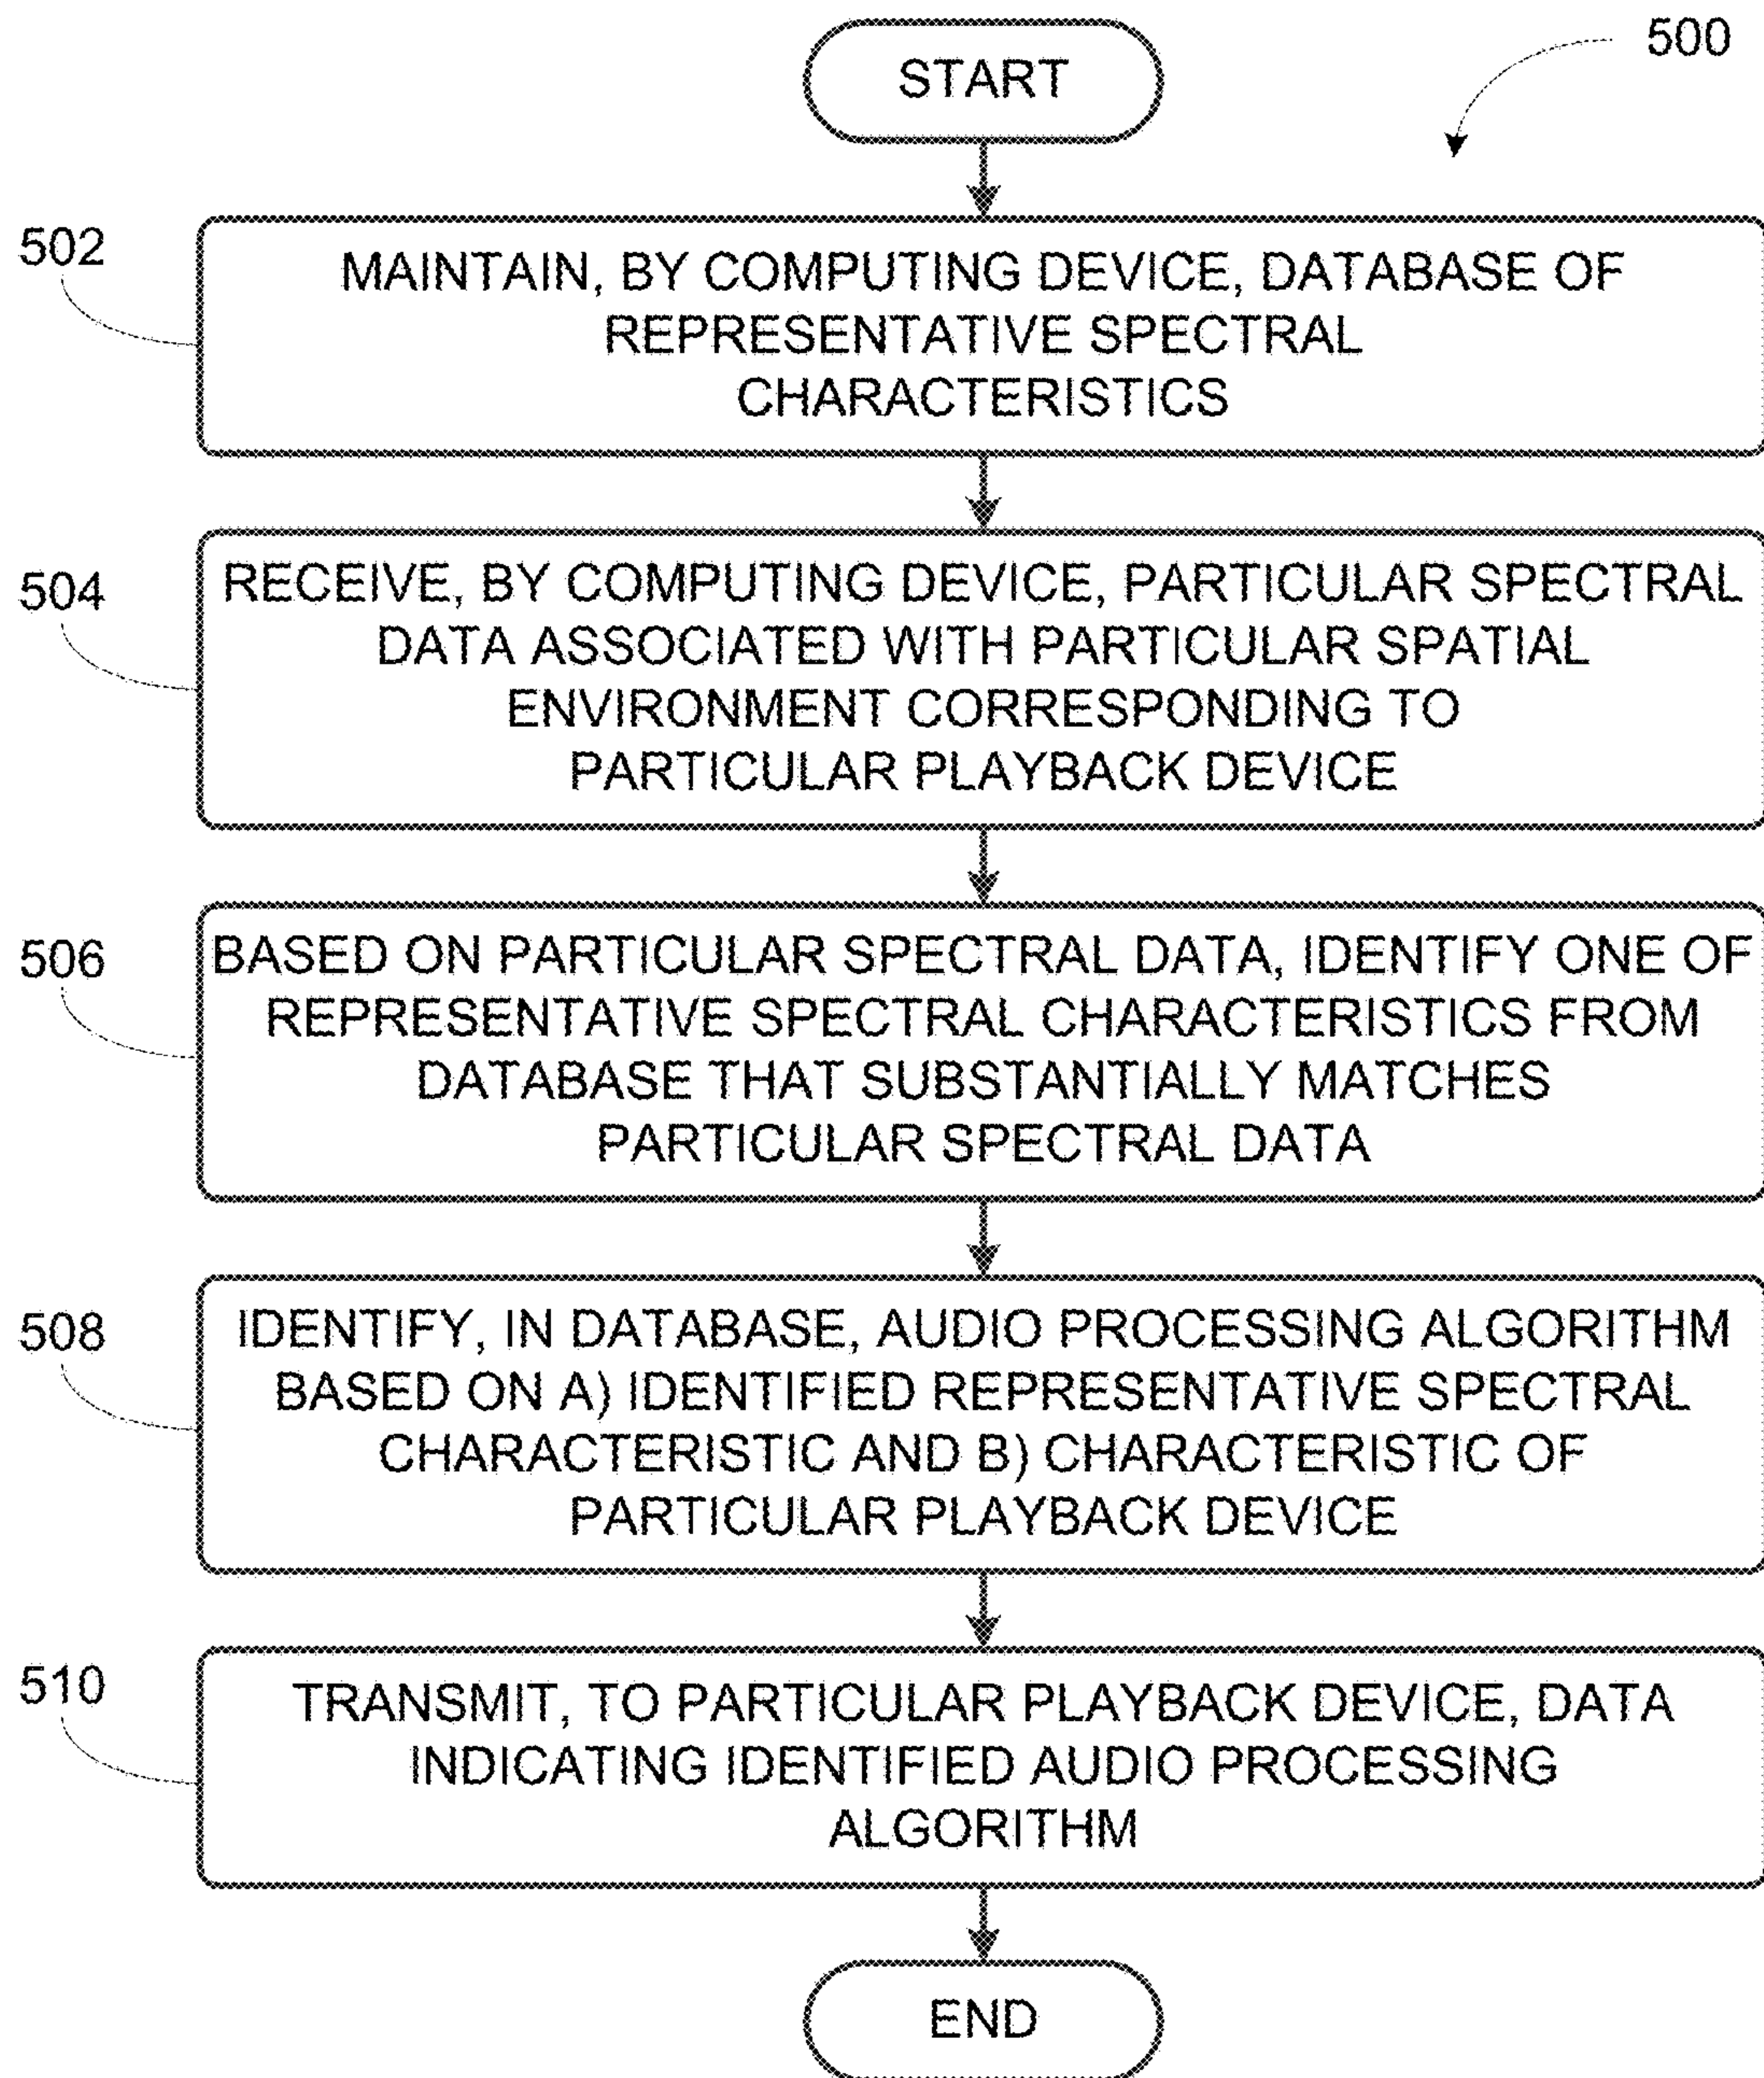 START
500
502
MAINTAIN, BY COMPUTING DEVICE, DATABASE OF
REPRESENTATIVE SPECTRAL
CHARACTERISTICS
504
RECEIVE, BY COMPUTING DEVICE, PARTICULAR SPECTRAL
DATA ASSOCIATED WITH PARTICULAR SPATIAL
ENVIRONMENT CORRESPONDING TO
PARTICULAR PLAYBACK DEVICE
506
BASED ON PARTICULAR SPECTRAL DATA, IDENTIFY ONE OF
REPRESENTATIVE SPECTRAL CHARACTERISTICS FROM
DATABASE THAT SUBSTANTIALLY MATCHES
PARTICULAR SPECTRAL DATA
508
IDENTIFY, IN DATABASE, AUDIO PROCESSING ALGORITHM
BASED ON A) IDENTIFIED REPRESENTATIVE SPECTRAL
CHARACTERISTIC AND B) CHARACTERISTIC OF
PARTICULAR PLAYBACK DEVICE
510
TRANSMIT, TO PARTICULAR PLAYBACK DEVICE, DATA
INDICATING IDENTIFIED AUDIO PROCESSING
ALGORITHM
END